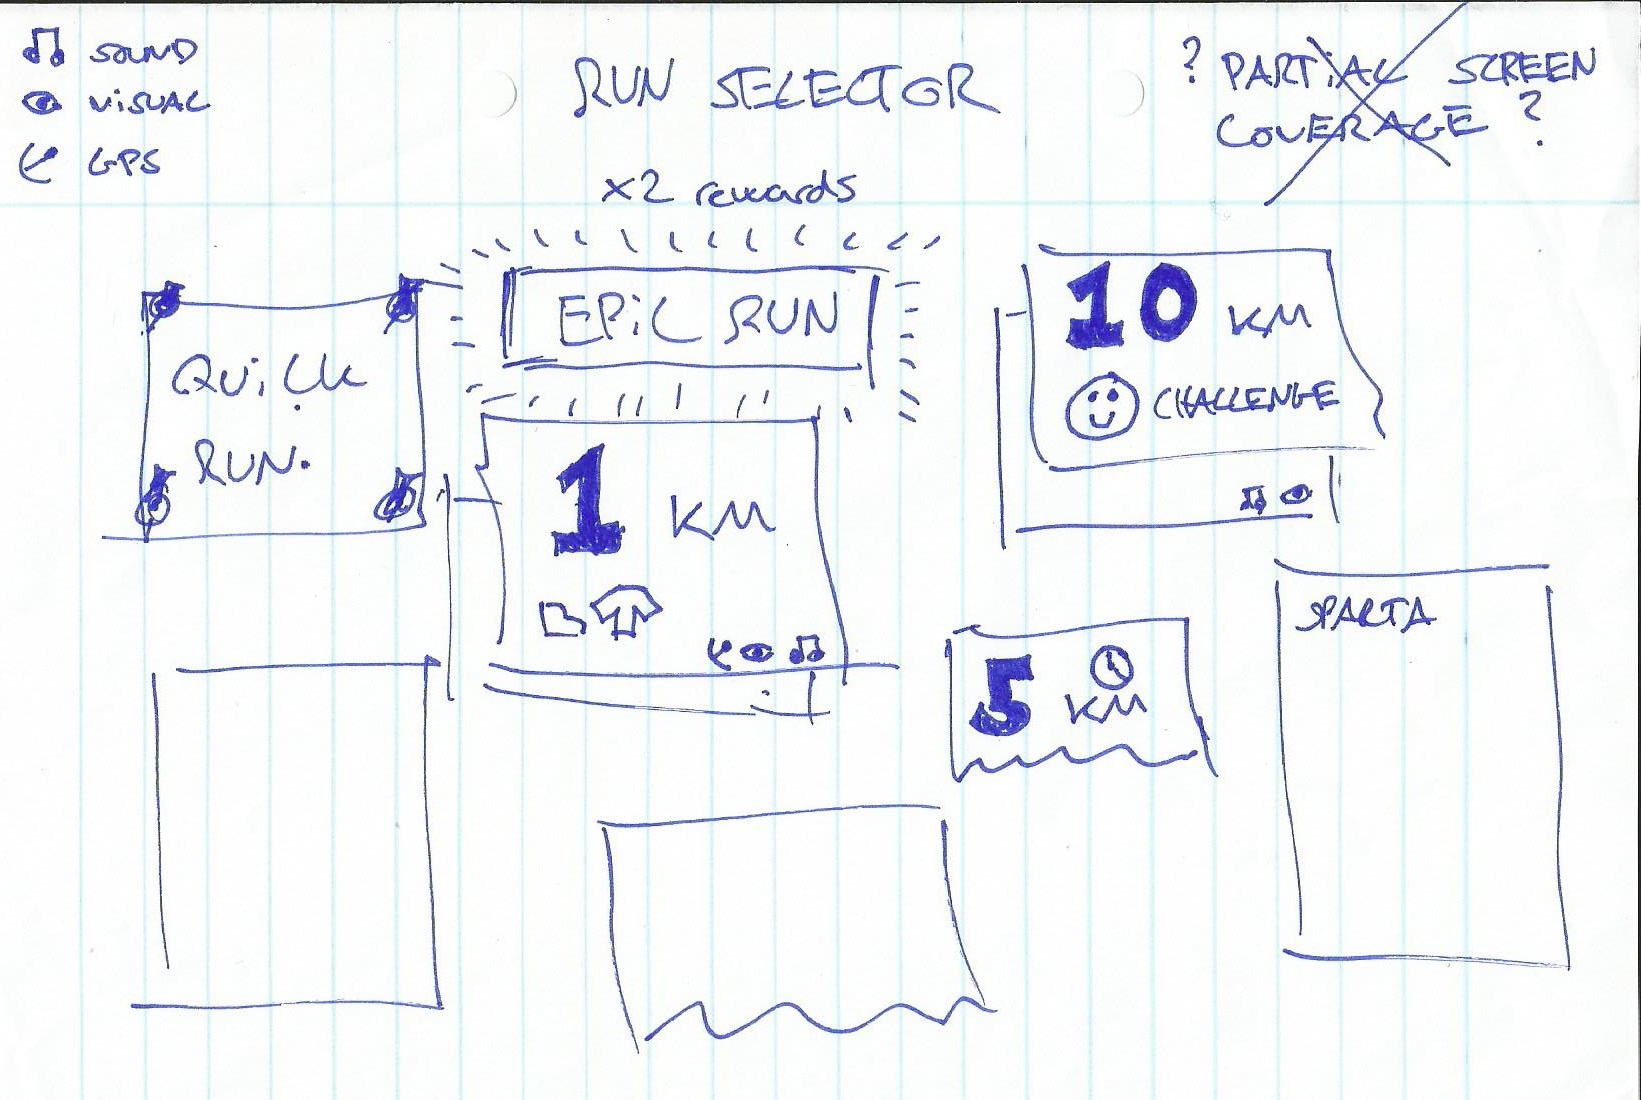 SOUND
VISUAL
GPS
RUN SELECTOR
? PARTIAL SCREEN
COVERAGE ?
x2 rewards
EPIC RUN
QUICK
RUN.
10 KM
CHALLENGE
1 KM
5 KM
SPARTA